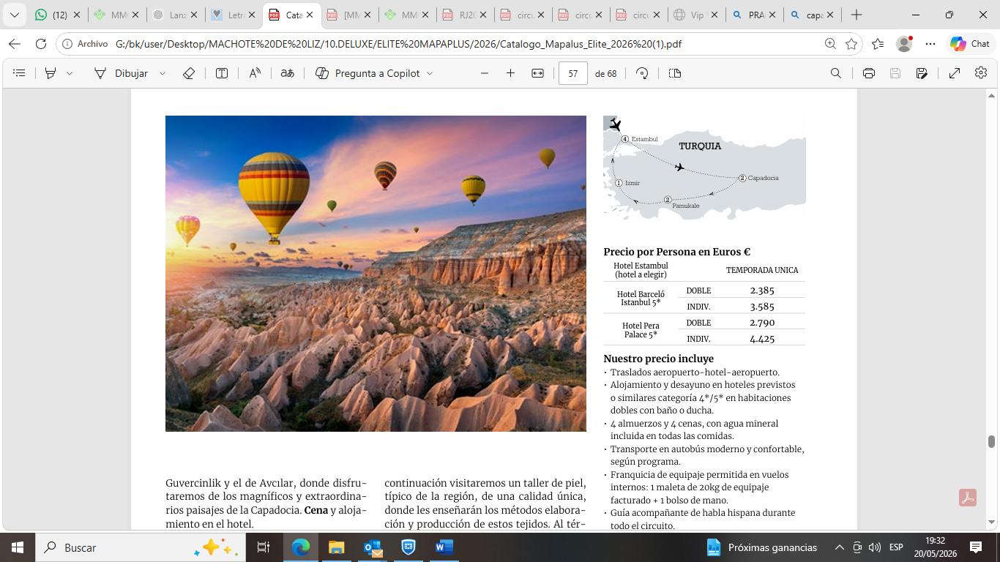 (12)
MM
Lan
Letra
Cata
[MM
MM
RJ20
circu
circu
circu
Vip
PRA
capa
Archivo
G:/bk/user/Desktop/MACHOTE%20DE%20LIZ/10.DELUXE/ELITE%20MAPAPLUS/2026/Catalogo_Mapalus_Elite_2026%20(1).pdf
Chat
Dibujar
aあ
Pregunta a Copilot
57
de 68
Estambul
TURQUIA
Capadocia
Izmir
Pamukale
4
2
1
2
Precio por Persona en Euros €
Hotel Estambul
(hotel a elegir)
TEMPORADA UNICA
Hotel Barceló
Istanbul 5*
DOBLE
2.385
INDIV.
3.585
Hotel Pera
Palace 5*
DOBLE
2.790
INDIV.
4.425
Nuestro precio incluye
• Traslados aeropuerto-hotel-aeropuerto.
• Alojamiento y desayuno en hoteles previstos
o similares categoría 4*/5* en habitaciones
dobles con baño o ducha.
• 4 almuerzos y 4 cenas, con agua mineral
incluida en todas las comidas.
• Transporte en autobús moderno y confortable,
según programa.
• Franquicia de equipaje permitida en vuelos
internos: 1 maleta de 20kg de equipaje
facturado + 1 bolso de mano.
• Guía acompañante de habla hispana durante
todo el circuito.
Guvercinlik y el de Avcılar, donde disfru-
taremos de los magníficos y extraordina-
rios paisajes de la Capadocia. Cena y aloja-
miento en el hotel.
continuación visitaremos un taller de piel,
típico de la región, de una calidad única,
donde les enseñarán los métodos elabora-
ción y producción de estos tejidos. Al tér-
Buscar
Próximas ganancias
ESP
19:32
20/05/2026